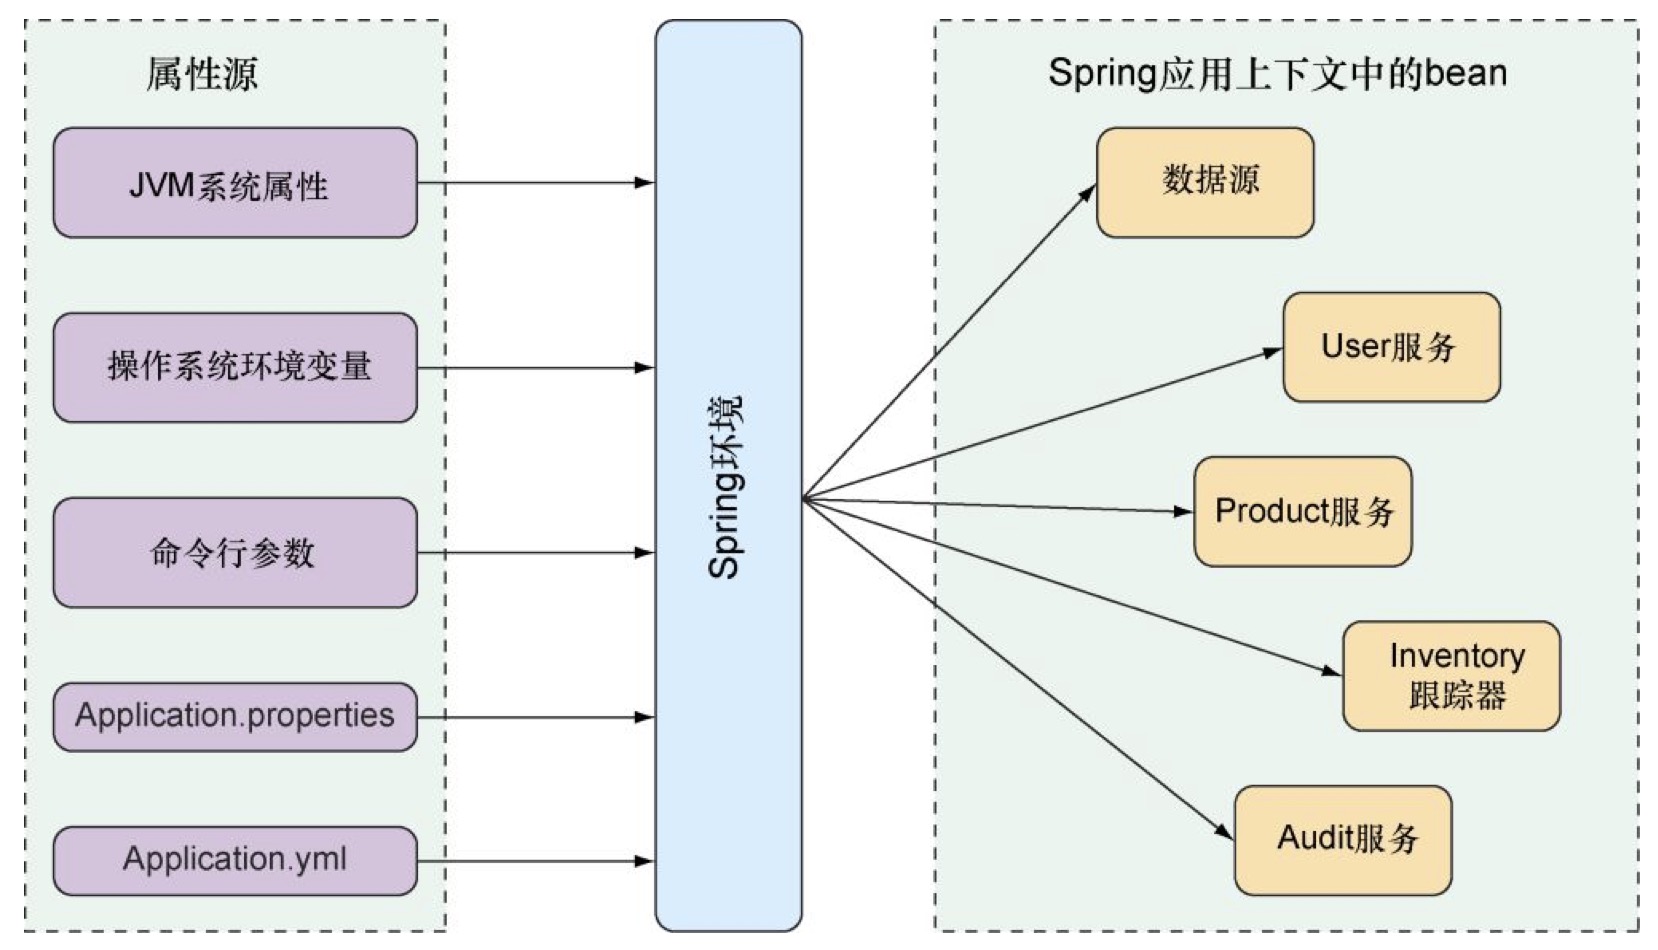 属性源
JVM系统属性
操作系统环境变量
命令行参数
Application.properties
Application.yml
Spring环境
Spring应用上下文中的bean
数据源
User服务
Product服务
Inventory
跟踪器
Audit服务